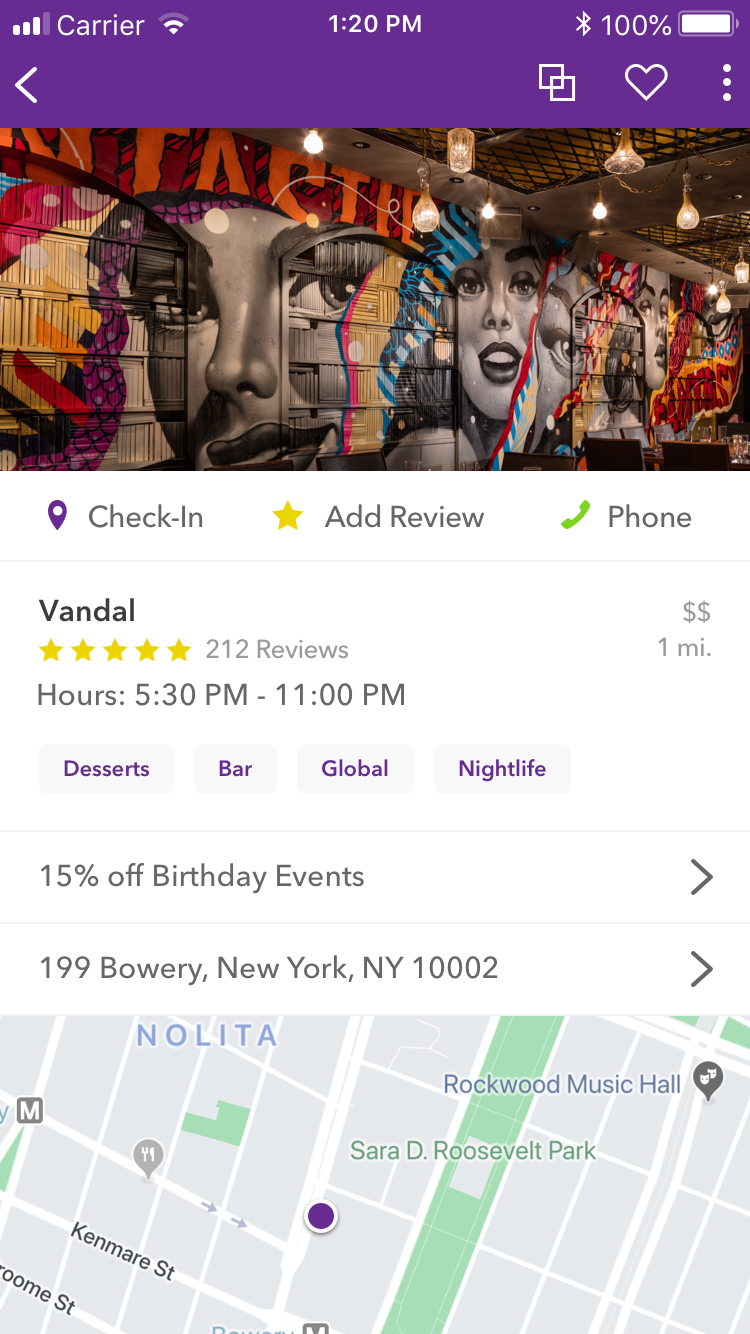 Carrier 1:20 PM 100%
Check-In Add Review Phone
Vandal $$
212 Reviews 1 mi.
Hours: 5:30 PM - 11:00 PM
Desserts Bar Global Nightlife
15% off Birthday Events
199 Bowery, New York, NY 10002
NOLITA
Rockwood Music Hall
M
Sara D. Roosevelt Park
Kenmare St
roome St
Bowery M